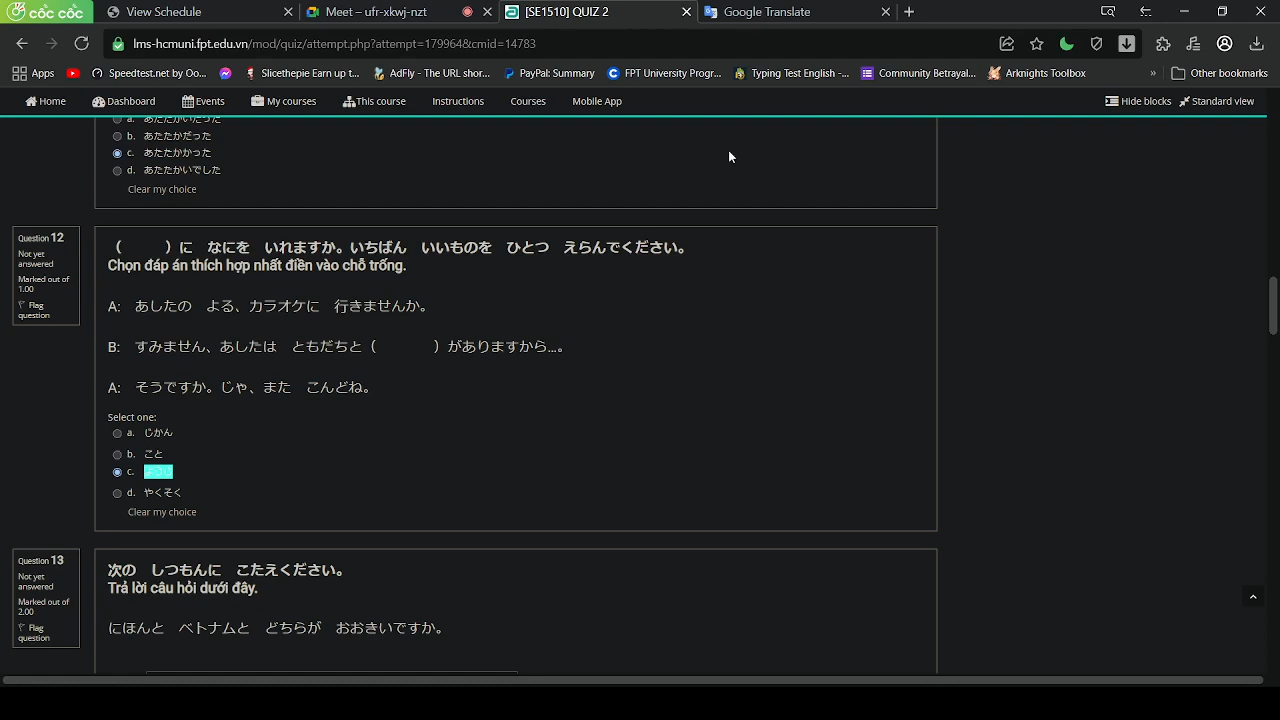 cốc cốc
View Schedule
Meet – ufr-xkwj-nzt
[SE1510] QUIZ 2
Google Translate
lms-hcmuni.fpt.edu.vn/mod/quiz/attempt.php?attempt=179964&cmid=14783
Apps
Speedtest.net by Oo...
Slicethepie Earn up t...
AdFly - The URL shor...
PayPal: Summary
FPT University Progr...
Typing Test English -...
Community Betrayal...
Arknights Toolbox
»
Other bookmarks
Home
Dashboard
Events
My courses
This course
Instructions
Courses
Mobile App
Hide blocks
Standard view
a. あたたかいだった
b. あたたかだった
c. あたたかかった
d. あたたかいでした
Clear my choice
Question 12
Not yet
answered
Marked out of
1.00
Flag
question
（　　　）に　なにを　いれますか。いちばん　いいものを　ひとつ　えらんでください。
Chọn đáp án thích hợp nhất điền vào chỗ trống.
A:　あしたの　よる、カラオケに　行きませんか。
B:　すみません、あしたは　ともだちと（　　　　）がありますから...。
A:　そうですか。じゃ、また　こんどね。
Select one:
a. じかん
b. こと
c.
d. やくそく
Clear my choice
Question 13
Not yet
answered
Marked out of
2.00
Flag
question
次の　しつもんに　こたえください。
Trả lời câu hỏi dưới đây.
にほんと　ベトナムと　どちらが　おおきいですか。